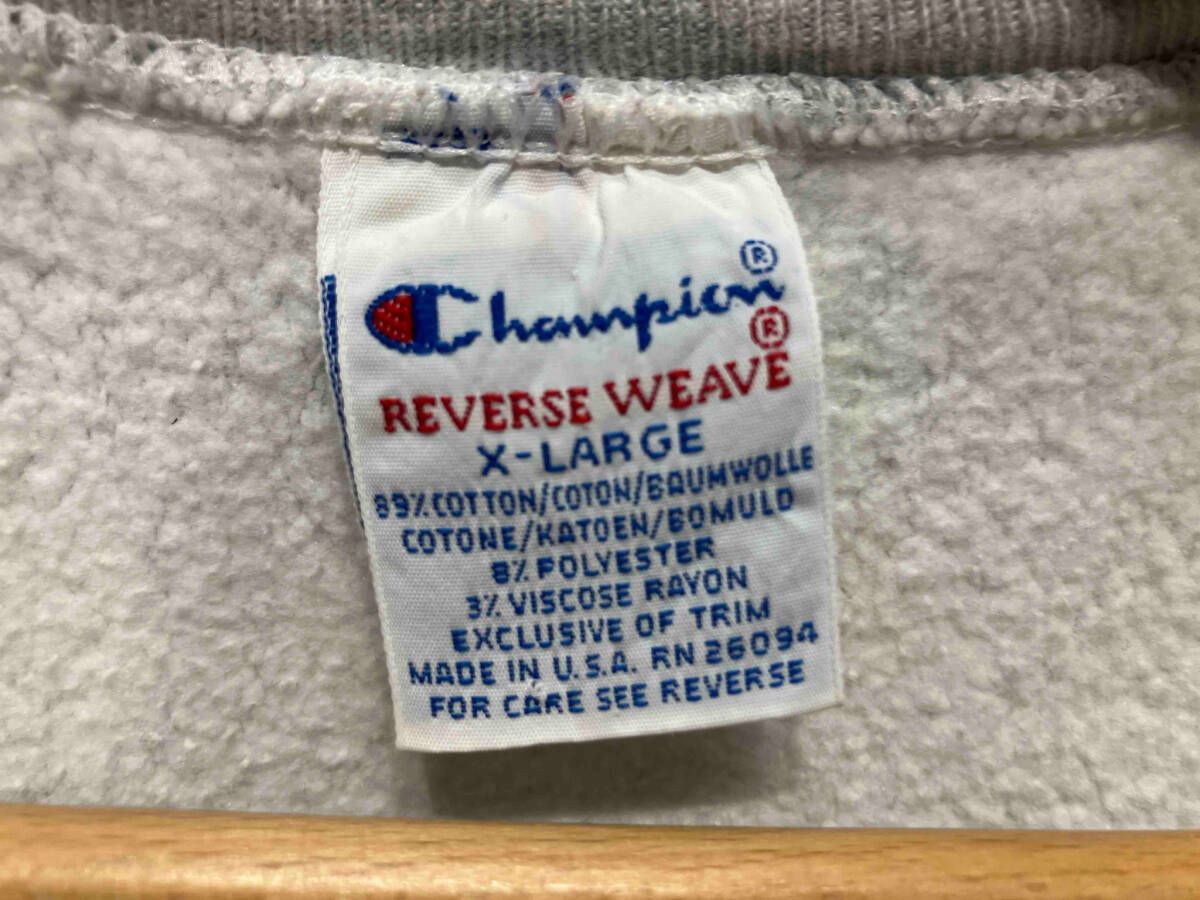 Champion®
®
REVERSE WEAVE
X-LARGE
89% COTTON/COTON/BAUMWOLLE
COTONE/KATOEN/BOMULD
8% POLYESTER
3% VISCOSE RAYON
EXCLUSIVE OF TRIM
MADE IN U.S.A. RN 26094
FOR CARE SEE REVERSE